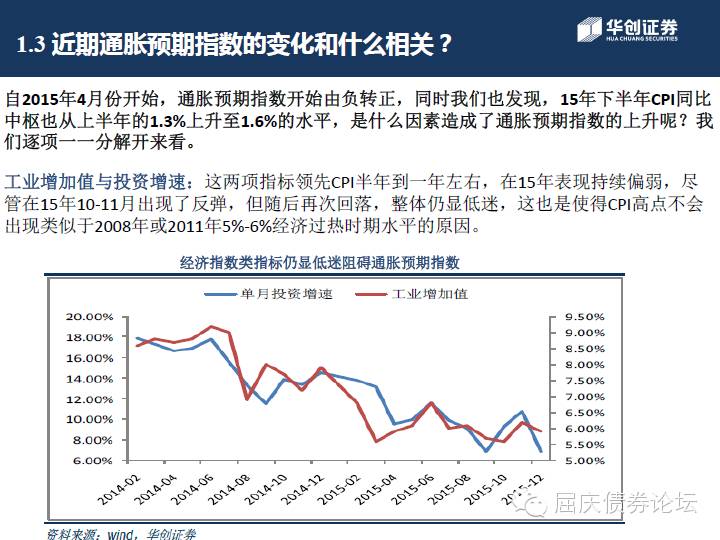 1.3 近期通胀预期指数的变化和什么相关？
华创证券
HUA CHUANG SECURITIES
自2015年4月份开始，通胀预期指数开始由负转正，同时我们也发现，15年下半年CPI同比
中枢也从上半年的1.3%上升至1.6%的水平，是什么因素造成了通胀预期指数的上升呢？我
们逐项一一分解开来看。
工业增加值与投资增速：这两项指标领先CPI半年到一年左右，在15年表现持续偏弱，尽
管在15年10-11月出现了反弹，但随后再次回落，整体仍显低迷，这也是使得CPI高点不会
出现类似于2008年或2011年5%-6%经济过热时期水平的原因。
经济指数类指标仍显低迷阻碍通胀预期指数
单月投资增速 工业增加值
20.00% 9.50%
18.00% 9.00%
16.00% 8.50%
14.00% 8.00%
12.00% 7.50%
10.00% 7.00%
8.00% 6.50%
6.00% 6.00%
5.50%
5.00%
2014-02 2014-04 2014-06 2014-08 2014-10 2014-12 2015-02 2015-04 2015-06 2015-08 2015-10 2015-12
屈庆债券论坛
资料来源：wind，华创证券